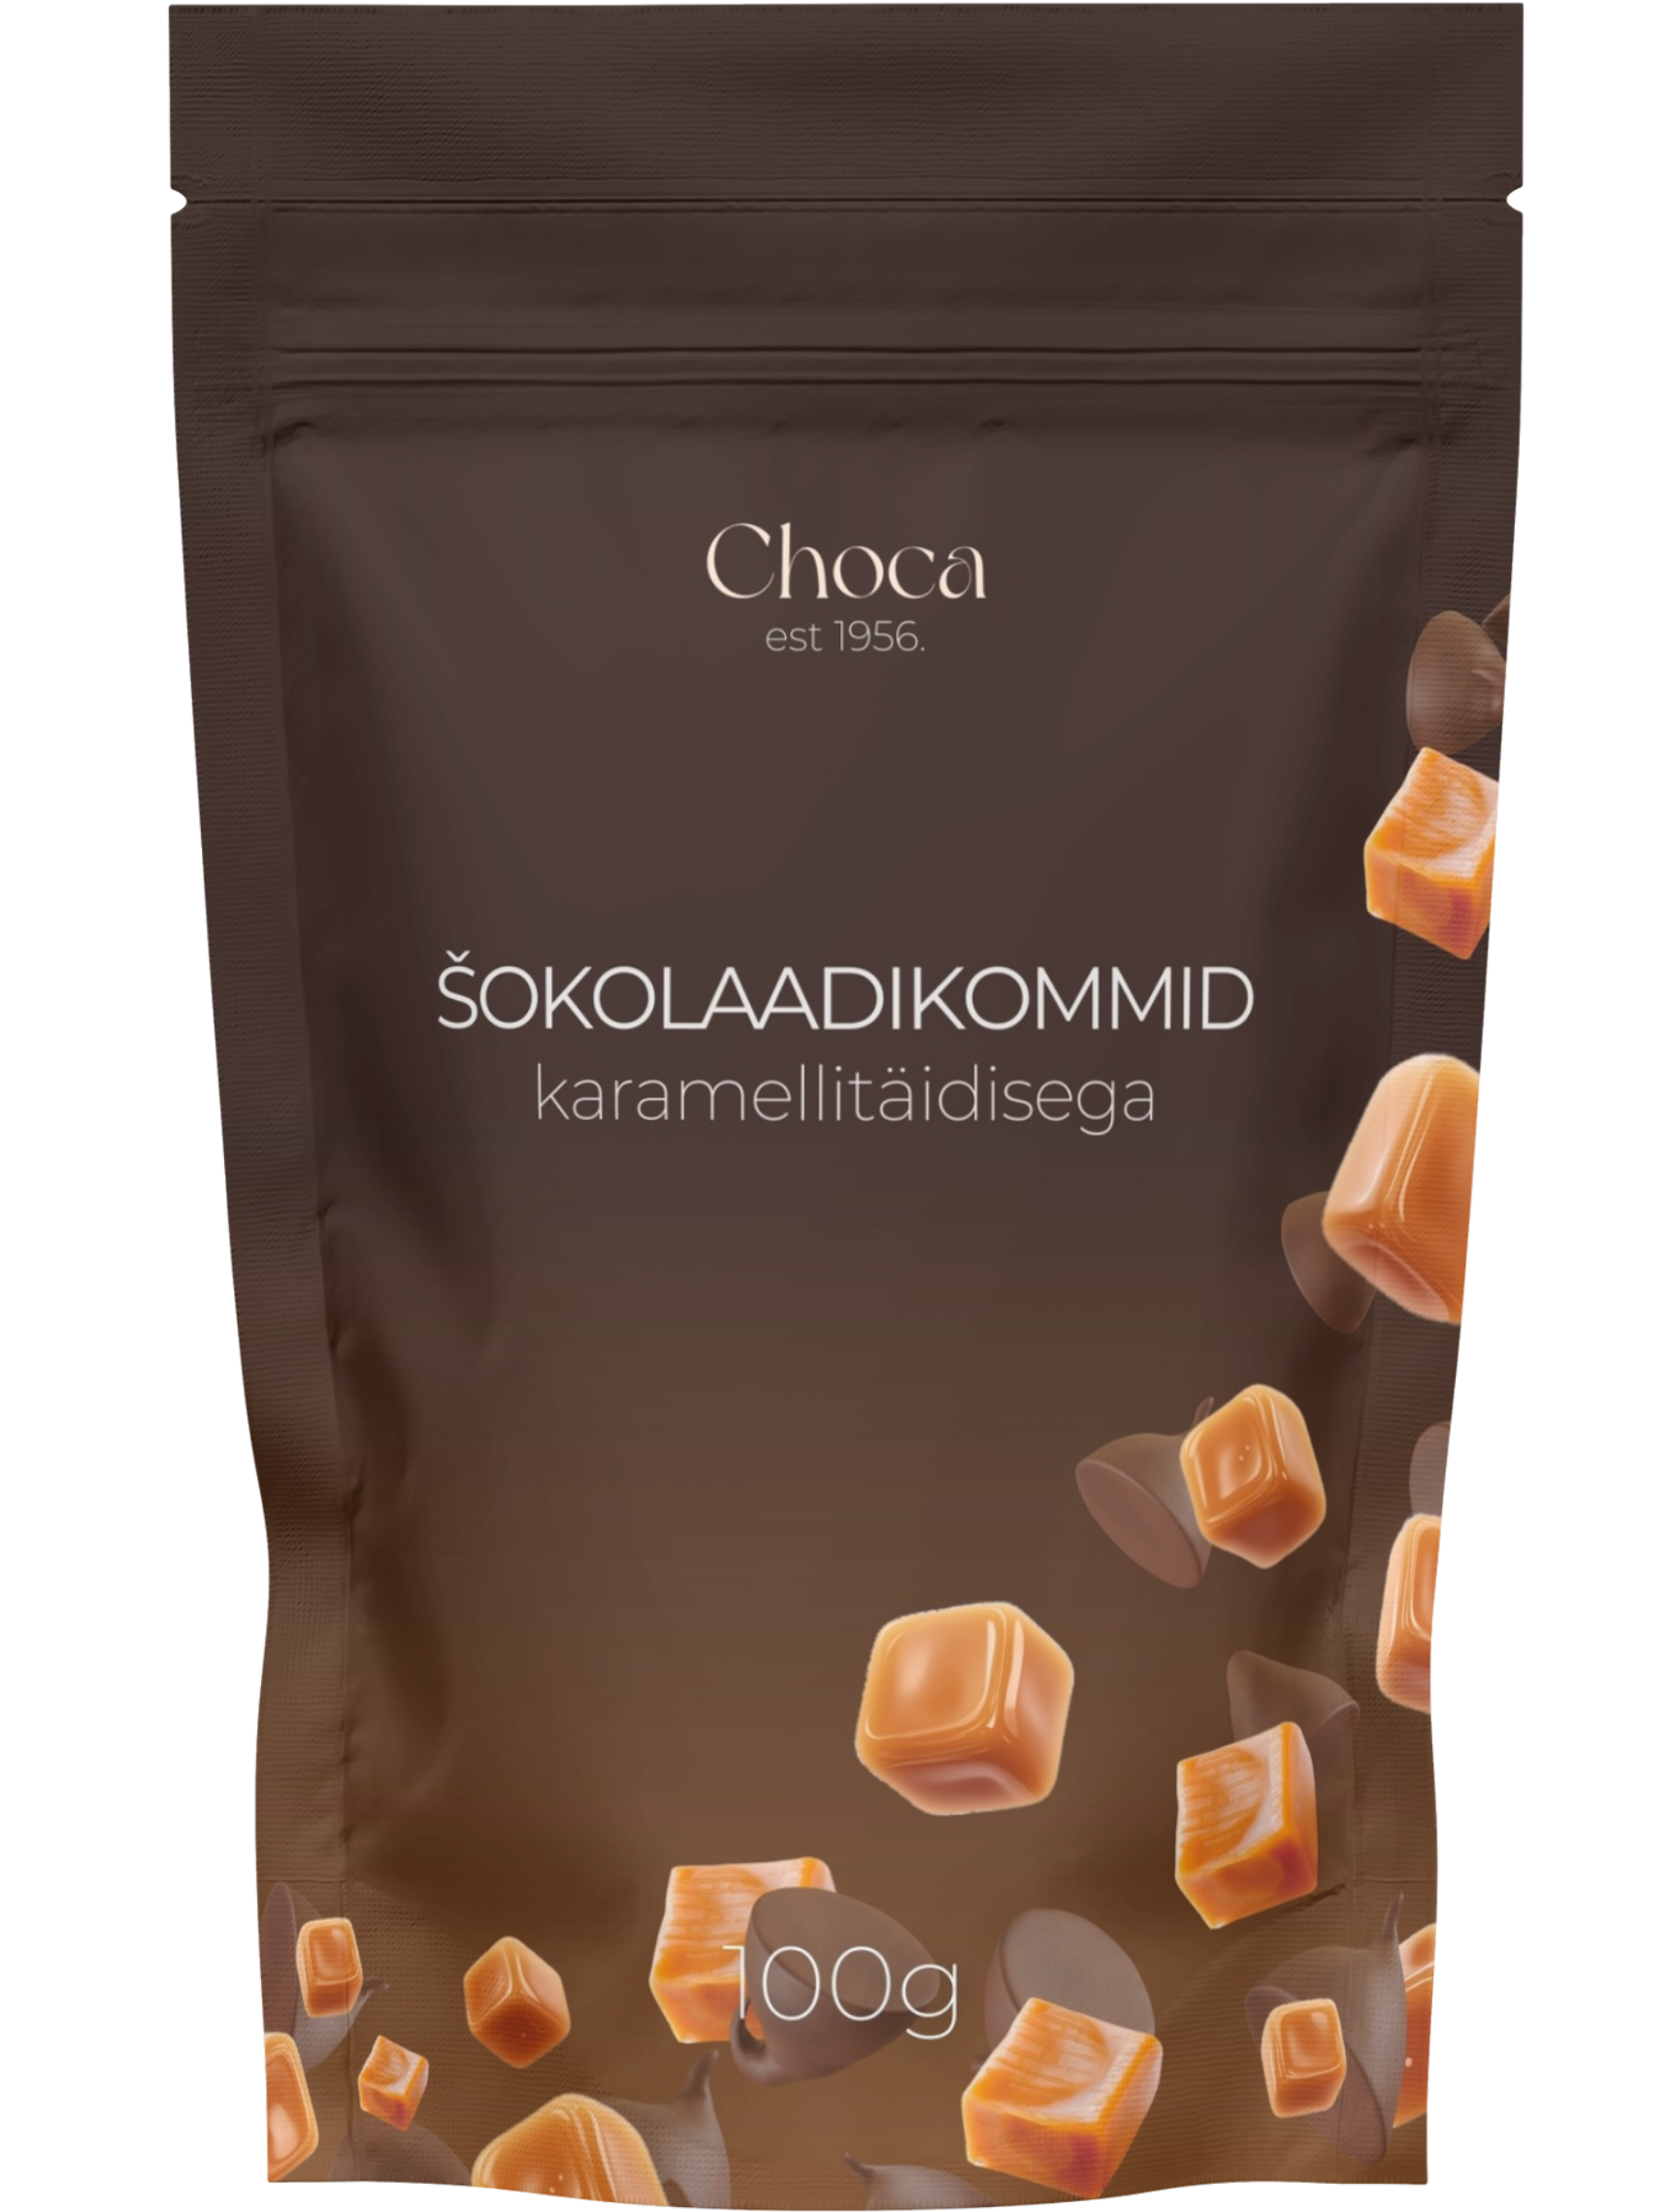 Choca
est 1956.
ŠOKOLAADIKOMMID
karamellitäidisega
100g